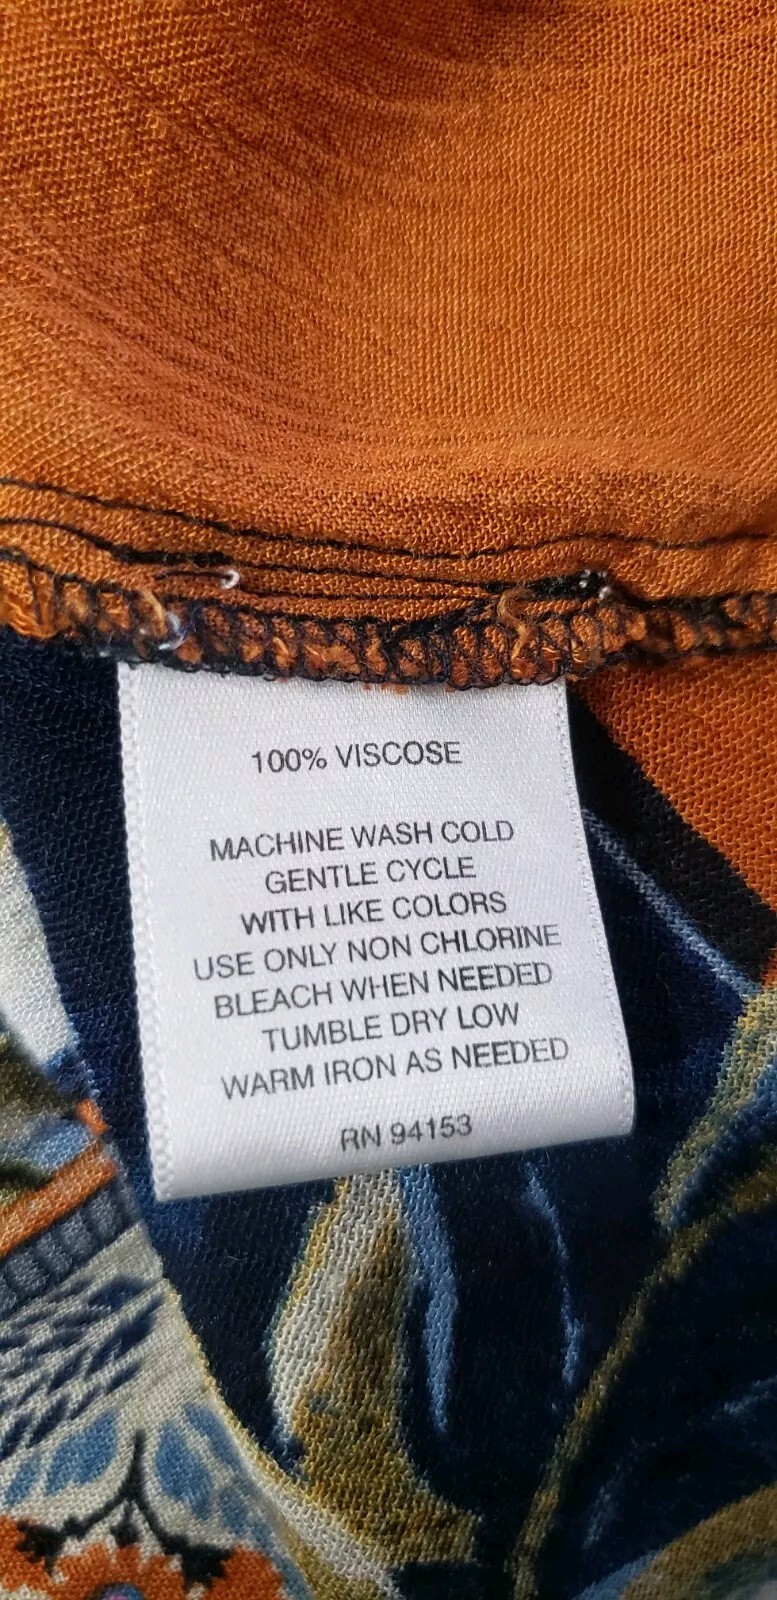 100% VISCOSE
MACHINE WASH COLD
GENTLE CYCLE
WITH LIKE COLORS
USE ONLY NON CHLORINE
BLEACH WHEN NEEDED
TUMBLE DRY LOW
WARM IRON AS NEEDED
RN 94153